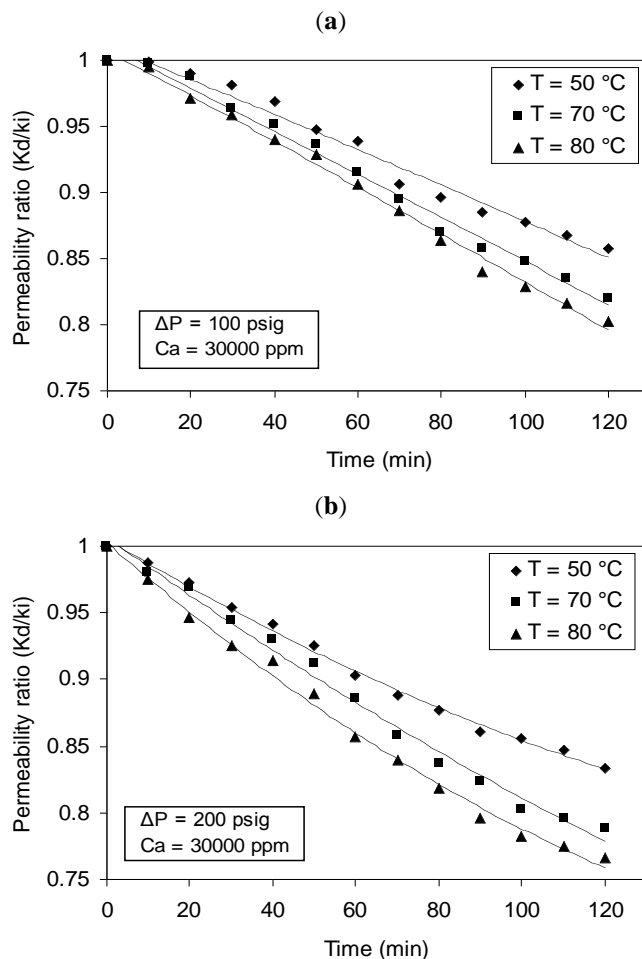 (a)
1
0.95
0.9
0.85
0.8
0.75
Permeability ratio (Kd/ki)
T = 50 °C
T = 70 °C
T = 80 °C
ΔP = 100 psig
Ca = 30000 ppm
0 20 40 60 80 100 120
Time (min)
(b)
1
0.95
0.9
0.85
0.8
0.75
Permeability ratio (Kd/ki)
T = 50 °C
T = 70 °C
T = 80 °C
ΔP = 200 psig
Ca = 30000 ppm
0 20 40 60 80 100 120
Time (min)